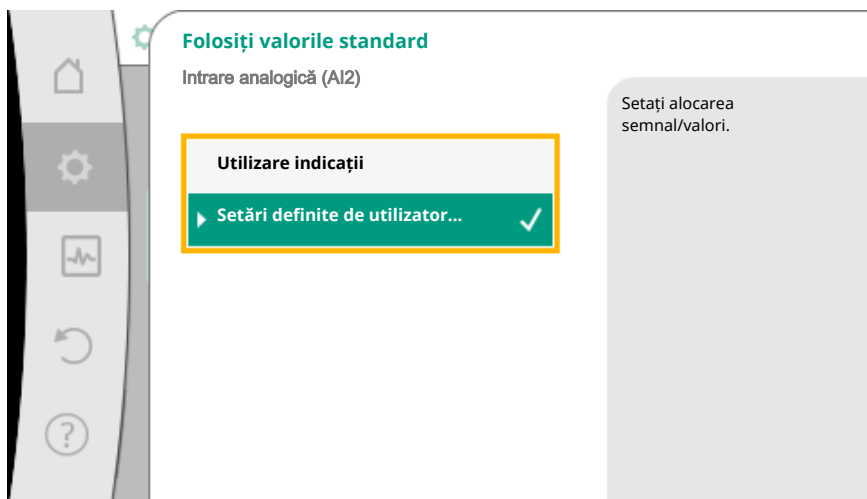 Folosiți valorile standard
Intrare analogică (AI2)
Setați alocarea
semnal/valori.
Utilizare indicații
Setări definite de utilizator...
?